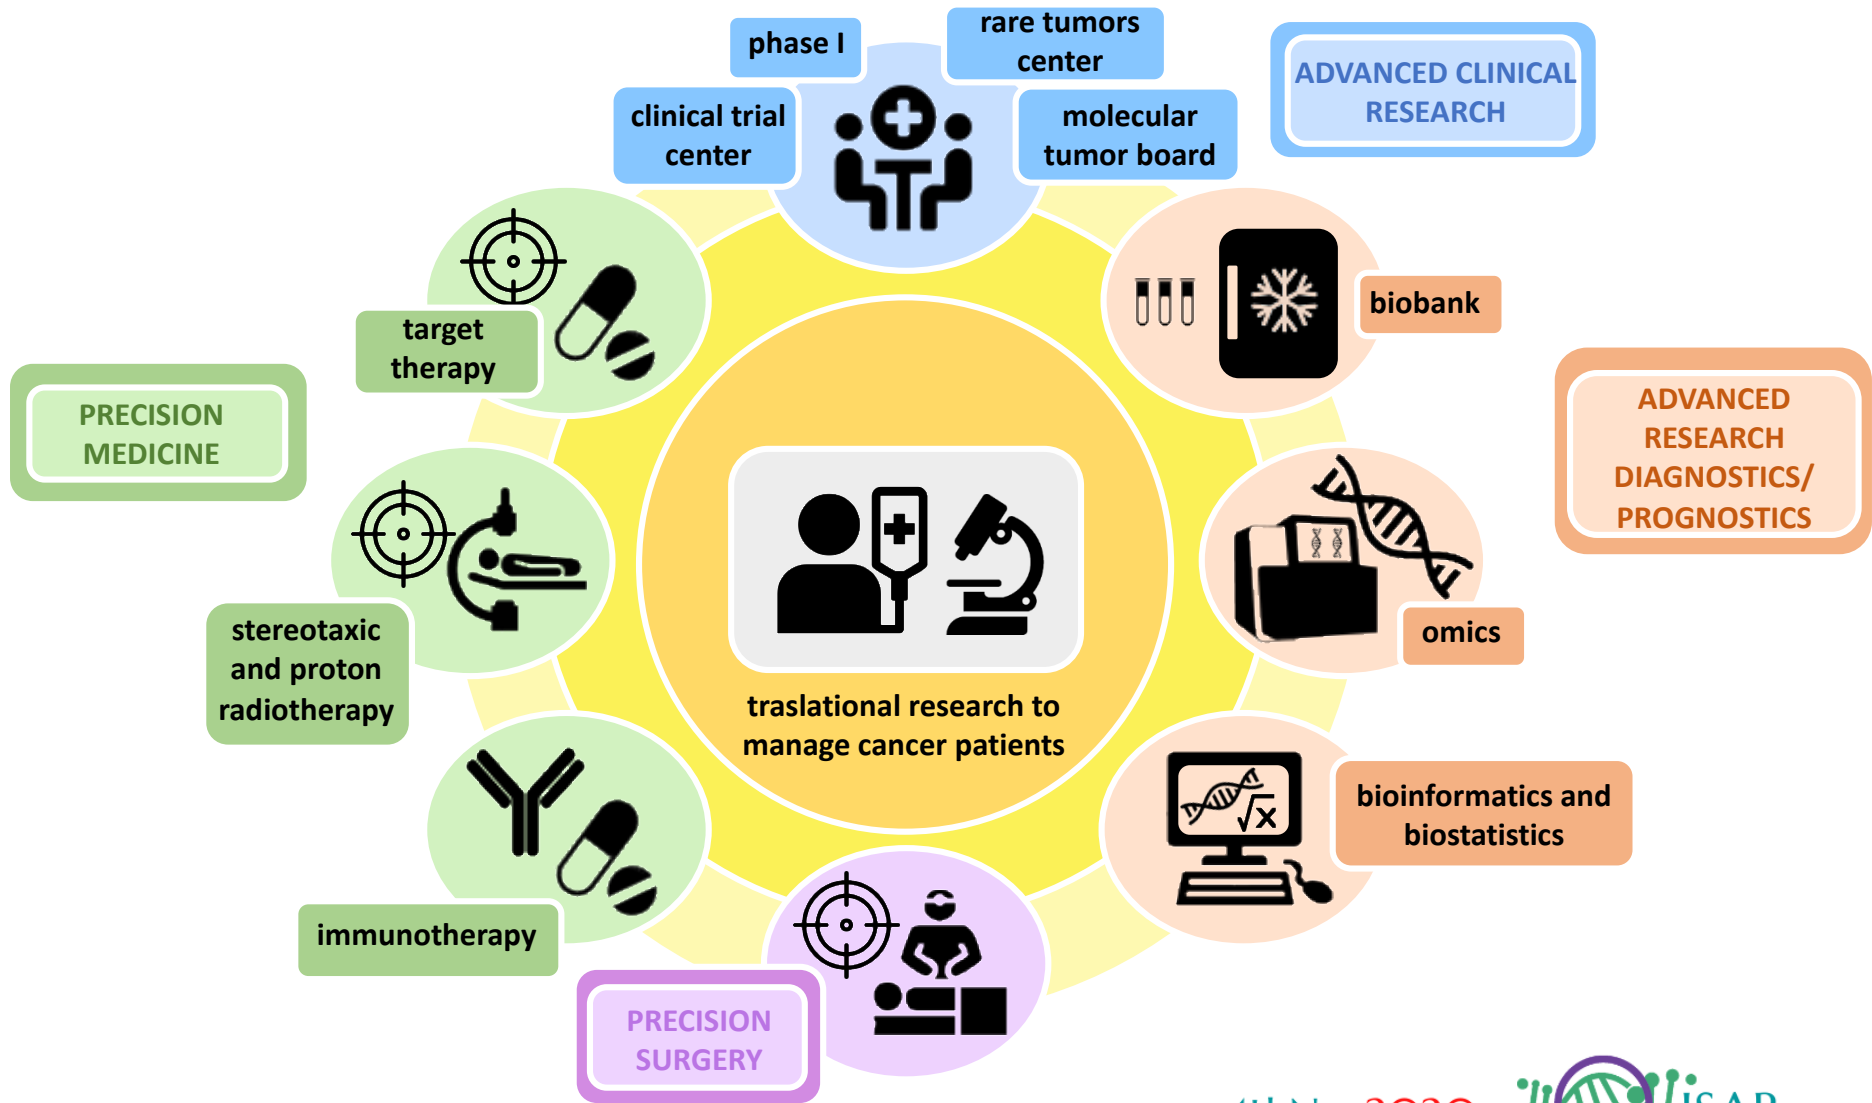 phase I
rare tumors
center
clinical trial
center
molecular
tumor board
ADVANCED CLINICAL
RESEARCH
target
therapy
biobank
PRECISION
MEDICINE
ADVANCED
RESEARCH
DIAGNOSTICS/
PROGNOSTICS
stereotaxic
and proton
radiotherapy
omics
traslational research to
manage cancer patients
√x
bioinformatics and
biostatistics
immunotherapy
PRECISION
SURGERY
2020